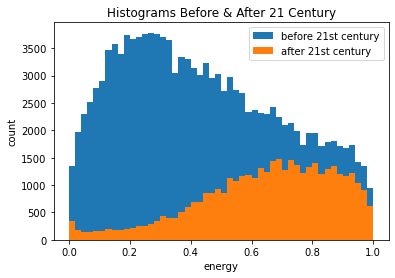 Histograms Before & After 21 Century
before 21st century
after 21st century
3500
3000
2500
2000
1500
1000
500
0
count
0.0 0.2 0.4 0.6 0.8 1.0
energy